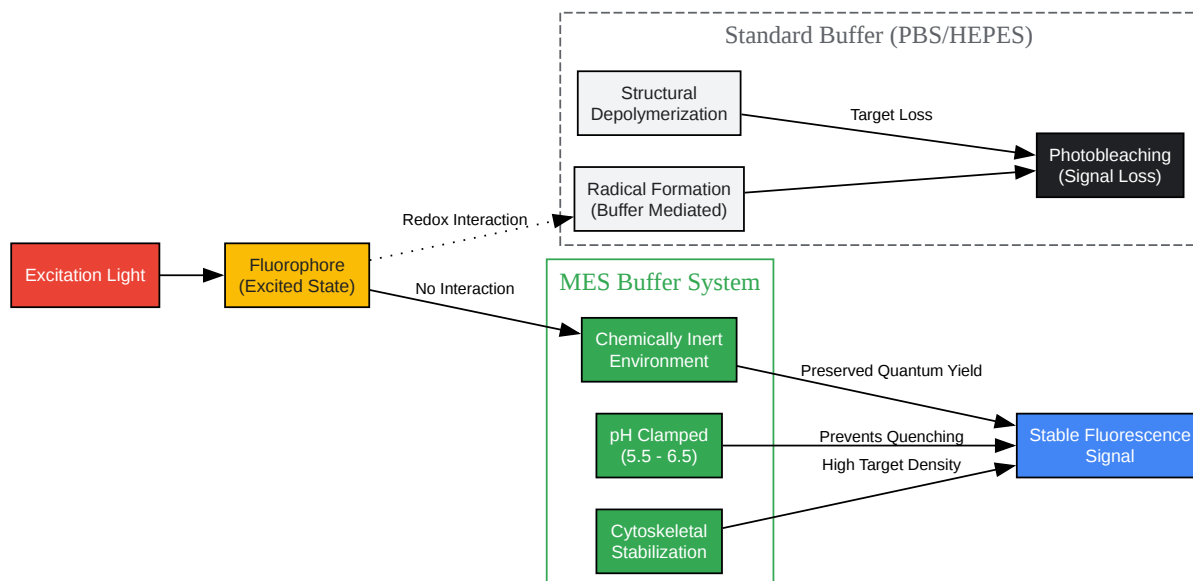 Standard Buffer (PBS/HEPES)
Structural
Depolymerization
Target Loss
Photobleaching
(Signal Loss)
Radical Formation
(Buffer Mediated)
Redox Interaction
Excitation Light
Fluorophore
(Excited State)
No Interaction
MES Buffer System
Chemically Inert
Environment
Preserved Quantum Yield
pH Clamped
(5.5 - 6.5)
Prevents Quenching
High Target Density
Stable Fluorescence
Signal
Cytoskeletal
Stabilization